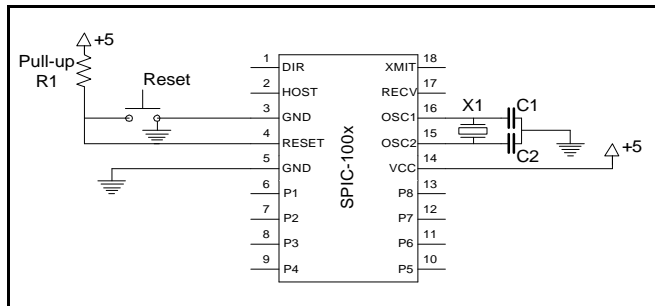 +5
Pull-up
R1
Reset
1 DIR
2 HOST
3 GND
4 RESET
5 GND
6 P1
7 P2
8 P3
9 P4
SPIC-100x
XMIT 18
RECV 17
OSC1 16
OSC2 15
VCC 14
P8 13
P7 12
P6 11
P5 10
X1
C1
C2
+5